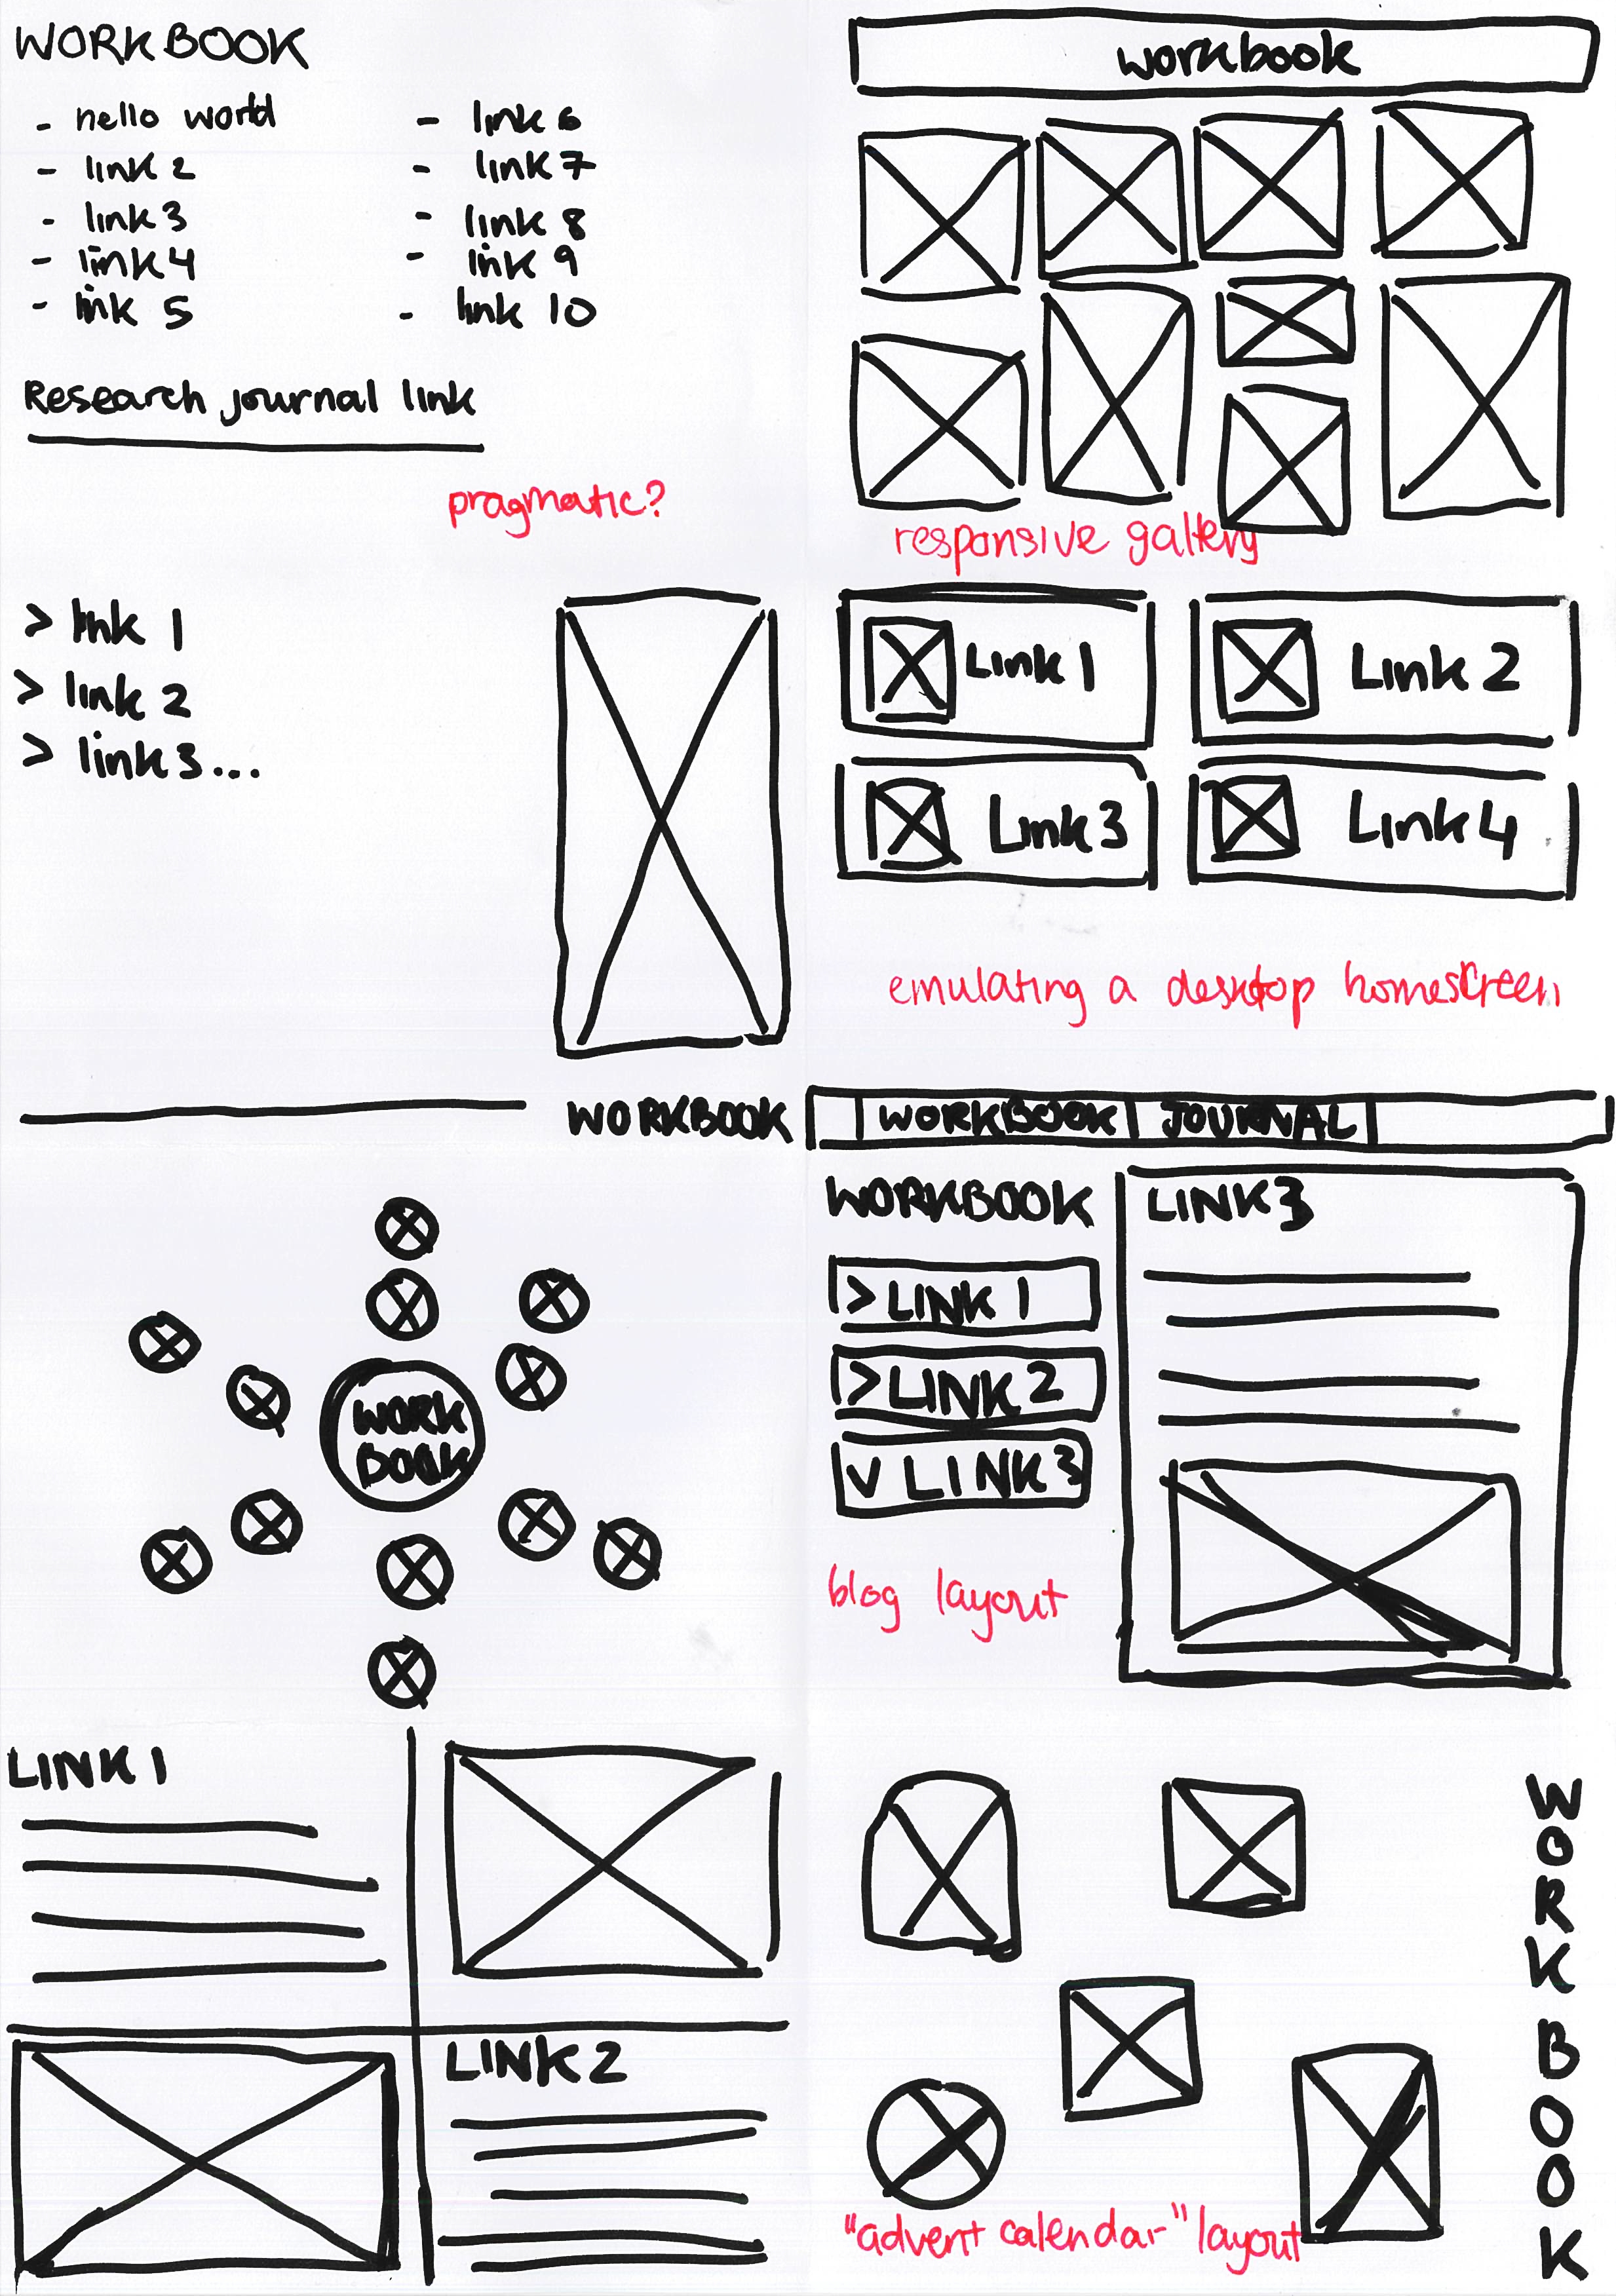 WORKBOOK
- hello world
- link 2
- link 3
- link 4
- link 5
- link 6
- link 7
- link 8
- link 9
- link 10
Research journal link
pragmatic?
workbook
responsive gallery
> link 1
> link 2
> link 3...
WORKBOOK
Link 1
Link 2
Link 3
Link 4
emulating a desktop homescreen
WORK
BOOK
WORKBOOK JOURNAL
WORKBOOK
> LINK 1
> LINK 2
V LINK 3
LINK 3
blog layout
LINK 1
LINK 2
WORKBOOK
"advent calendar" layout